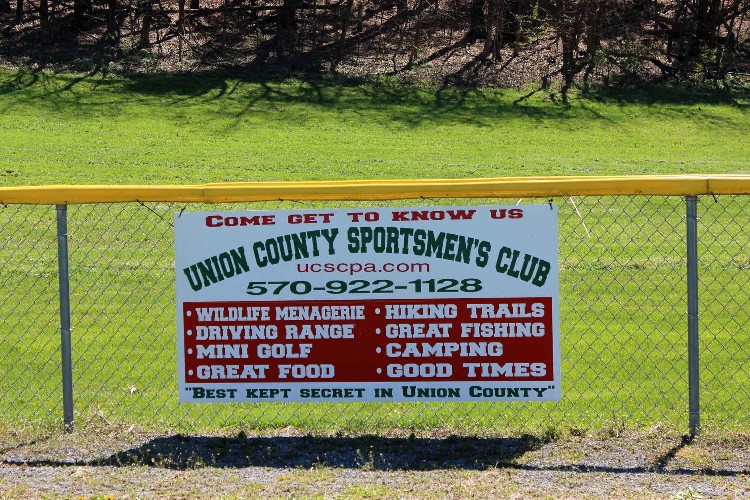 COME GET TO KNOW US
UNION COUNTY SPORTSMEN'S CLUB
ucscpa.com
570-922-1128
• WILDLIFE MENAGERIE
• DRIVING RANGE
• MINI GOLF
• GREAT FOOD
• HIKING TRAILS
• GREAT FISHING
• CAMPING
• GOOD TIMES
"BEST KEPT SECRET IN UNION COUNTY"